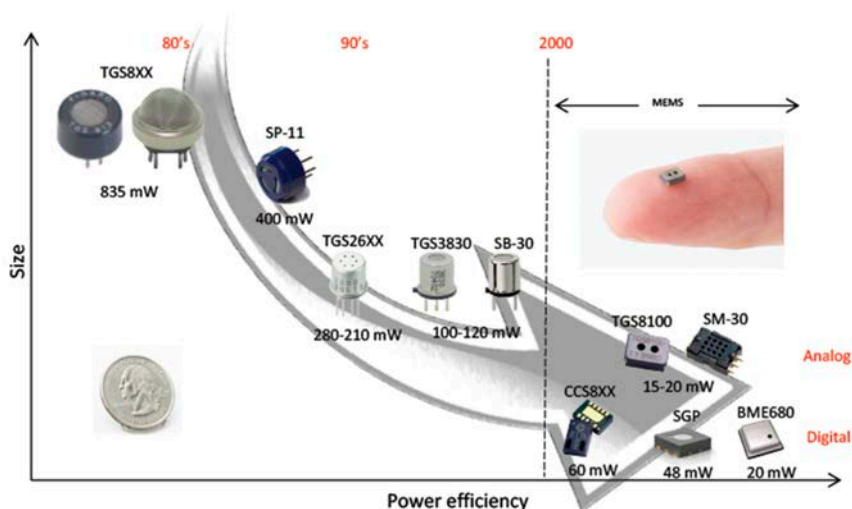 80's
90's
2000
TGS8XX
MEMS
SP-11
835 mW
400 mW
TGS26XX
TGS3830
SB-30
Size
280-210 mW
100-120 mW
TGS8100
SM-30
Analog
15-20 mW
CCS8XX
SGP
BME680
Digital
60 mW
48 mW
20 mW
Power efficiency